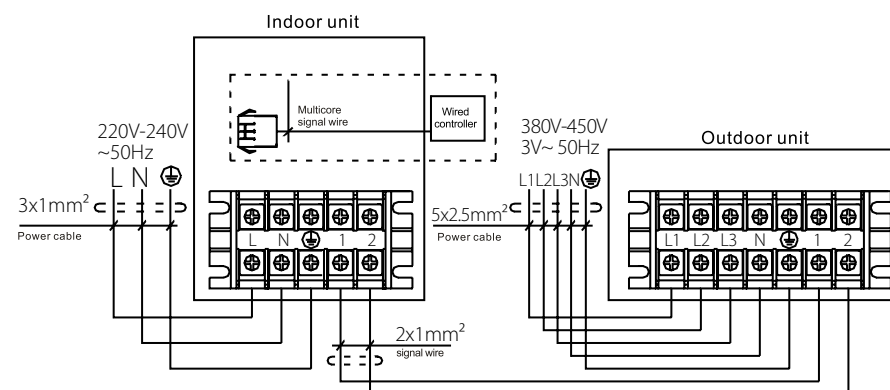 Indoor unit
Multicore
signal wire
Wired
controller
220V-240V
~50Hz
L N
3x1mm²
Power cable
L N 1 2
2x1mm²
signal wire
380V-450V
3V~ 50Hz
L1L2L3N
5x2.5mm²
Power cable
Outdoor unit
L1 L2 L3 N 1 2